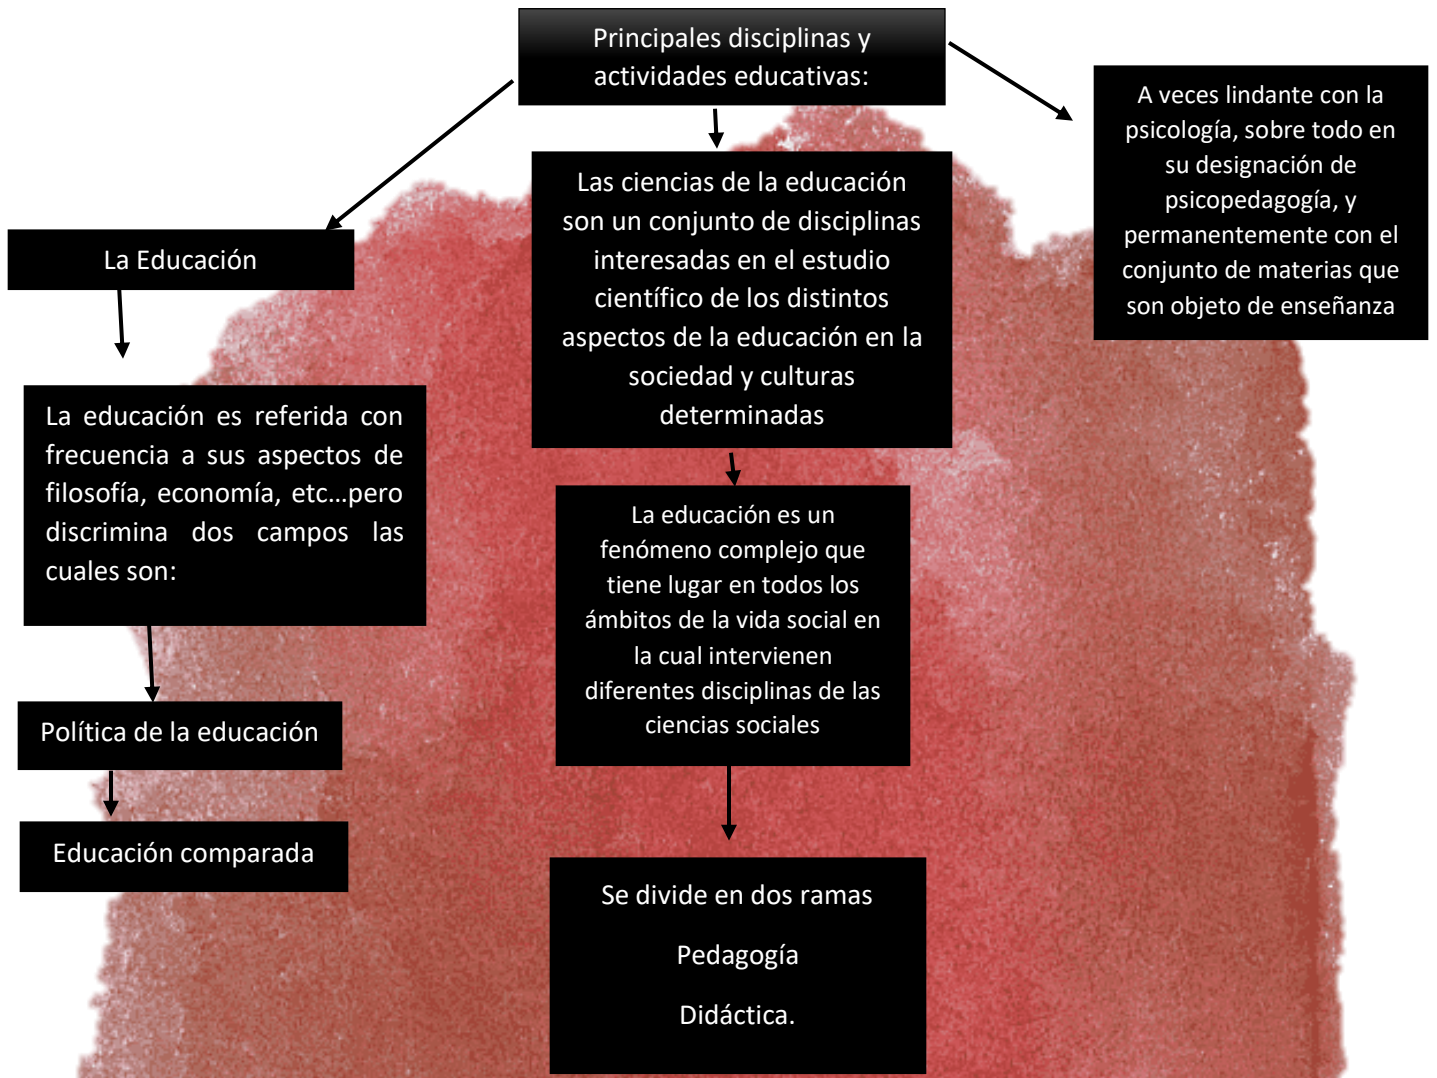 Principales disciplinas y
actividades educativas:
La Educación
La educación es referida con
frecuencia a sus aspectos de
filosofía, economía, etc...pero
discrimina dos campos las
cuales son:
Política de la educación
Educación comparada
Las ciencias de la educación
son un conjunto de disciplinas
interesadas en el estudio
científico de los distintos
aspectos de la educación en la
sociedad y culturas
determinadas
La educación es un
fenómeno complejo que
tiene lugar en todos los
ámbitos de la vida social en
la cual intervienen
diferentes disciplinas de las
ciencias sociales
Se divide en dos ramas
Pedagogía
Didáctica.
A veces lindante con la
psicología, sobre todo en
su designación de
psicopedagogía, y
permanentemente con el
conjunto de materias que
son objeto de enseñanza